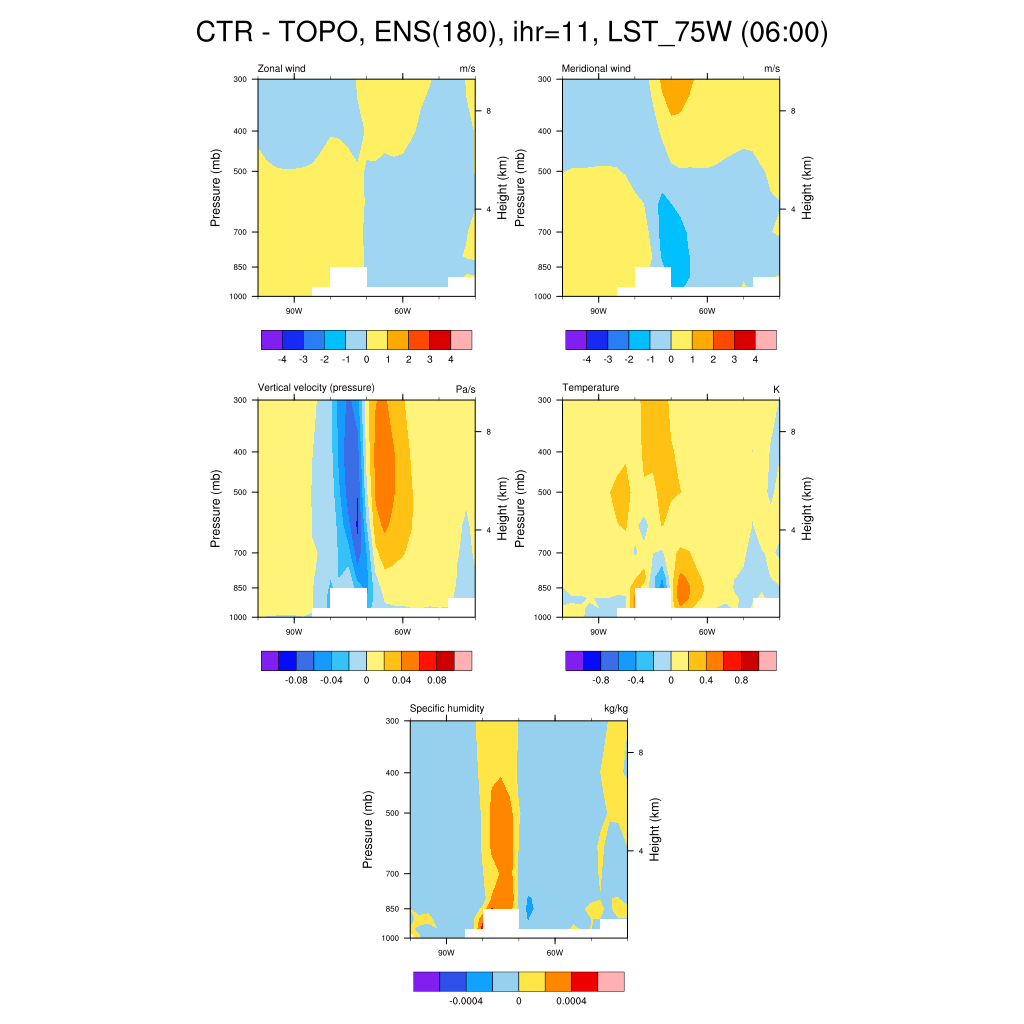 CTR - TOPO, ENS(180), ihr=11, LST_75W (06:00)
Zonal wind m/s
Meridional wind m/s
300
400
500
700
850
1000
Pressure (mb)
90W 60W
8
4
Height (km)
300
400
500
700
850
1000
Pressure (mb)
90W 60W
8
4
Height (km)
-4 -3 -2 -1 0 1 2 3 4
-4 -3 -2 -1 0 1 2 3 4
Vertical velocity (pressure) Pa/s
Temperature K
300
400
500
700
850
1000
Pressure (mb)
90W 60W
8
4
Height (km)
300
400
500
700
850
1000
Pressure (mb)
90W 60W
8
4
Height (km)
-0.08 -0.04 0 0.04 0.08
-0.8 -0.4 0 0.4 0.8
Specific humidity kg/kg
300
400
500
700
850
1000
Pressure (mb)
90W 60W
8
4
Height (km)
-0.0004 0 0.0004